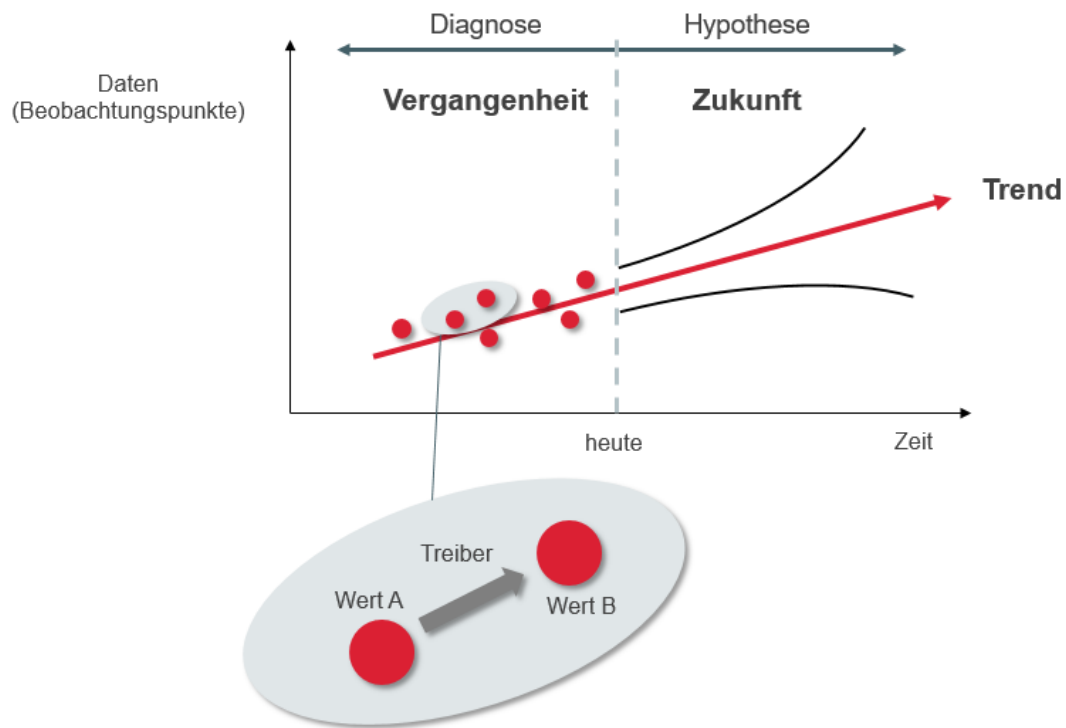 Diagnose
Hypothese
Daten
(Beobachtungspunkte)
Vergangenheit
Zukunft
Trend
heute
Zeit
Treiber
Wert A
Wert B